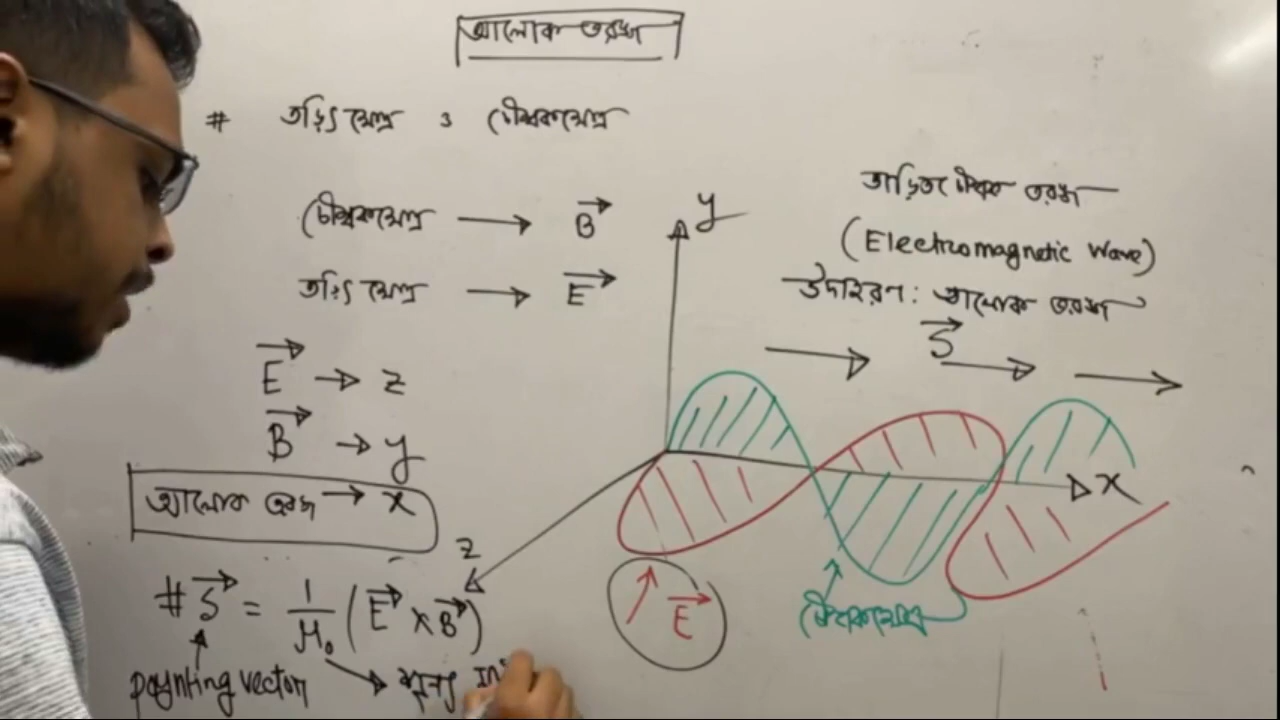 আলোক তরঙ্গ
# তড়িৎ ক্ষেত্র ও চৌম্বকক্ষেত্র
চৌম্বকক্ষেত্র → B
তড়িৎ ক্ষেত্র → E
E → z
B → y
আলোক তরঙ্গ → x
# S = 1/μ₀ (E × B)
poynting vector
শূন্য
y
z
x
তাড়িতচৌম্বক তরঙ্গ
(Electromagnetic Wave)
উদাহরণ: আলোক তরঙ্গ
S
E
চৌম্বকক্ষেত্র